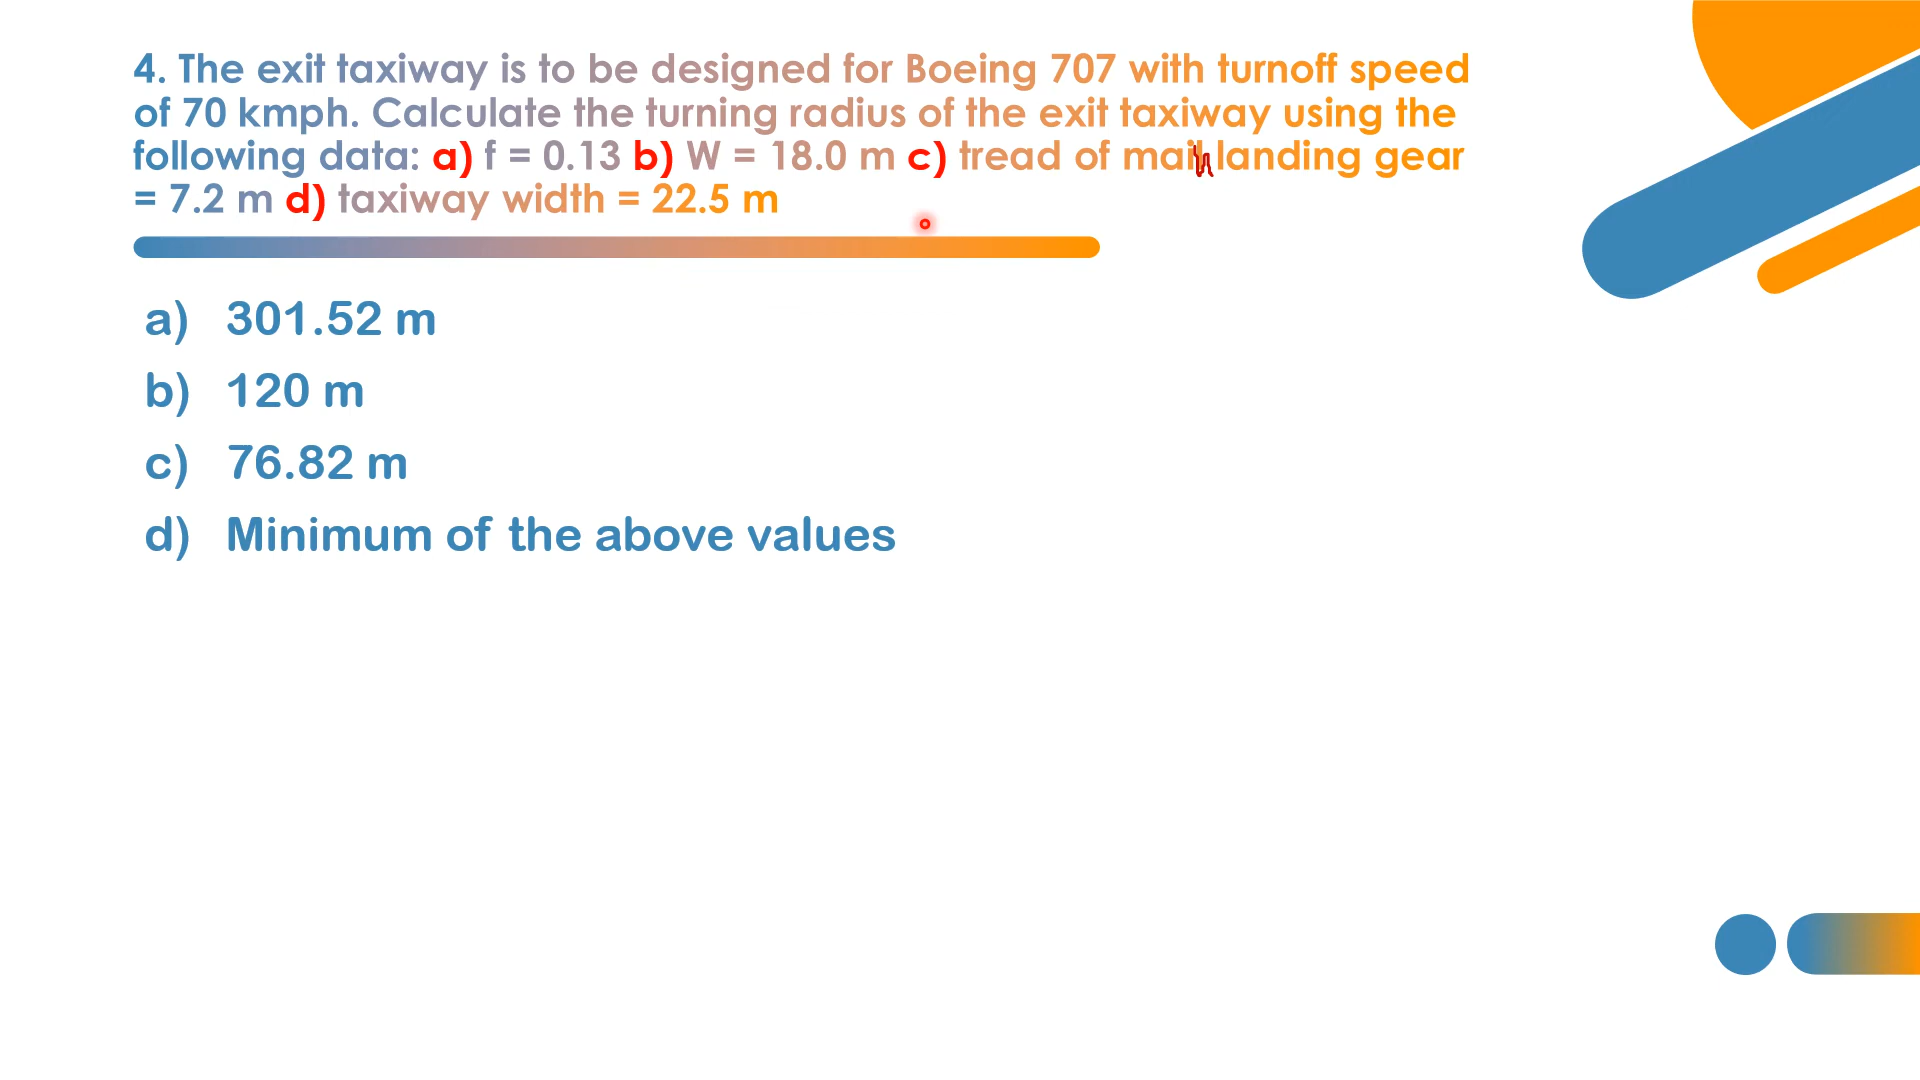 4. The exit taxiway is to be designed for Boeing 707 with turnoff speed
of 70 kmph. Calculate the turning radius of the exit taxiway using the
following data: a) f = 0.13 b) W = 18.0 m c) tread of main landing gear
= 7.2 m d) taxiway width = 22.5 m
a) 301.52 m
b) 120 m
c) 76.82 m
d) Minimum of the above values